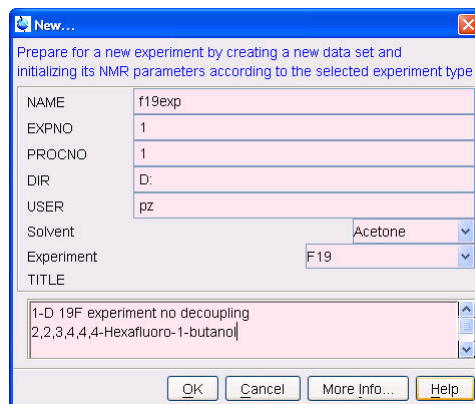 New...
Prepare for a new experiment by creating a new data set and
initializing its NMR parameters according to the selected experiment type
NAME f19exp
EXPNO 1
PROCNO 1
DIR D:
USER pz
Solvent Acetone
Experiment F19
TITLE
1-D 19F experiment no decoupling
2,2,3,4,4,4-Hexafluoro-1-butanol
OK Cancel More Info... Help